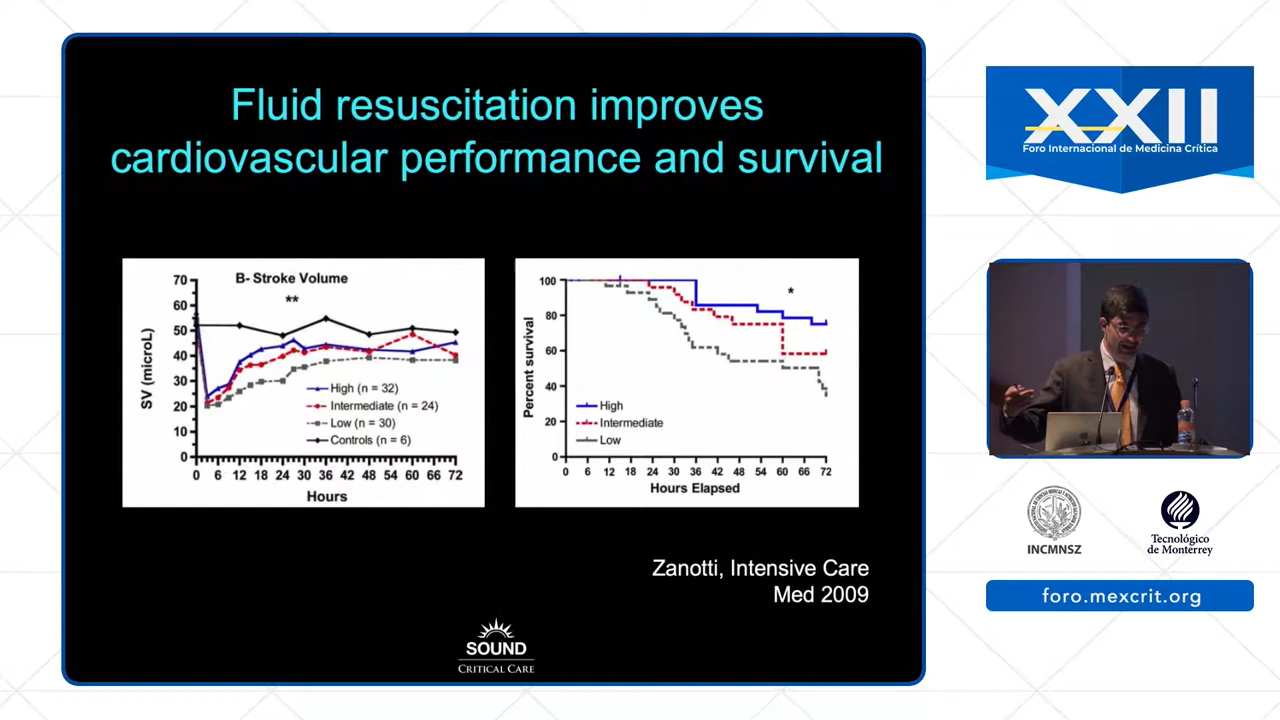 Fluid resuscitation improves
cardiovascular performance and survival
B- Stroke Volume
**
SV (microL)
70
60
50
40
30
20
10
0
High (n = 32)
Intermediate (n = 24)
Low (n = 30)
Controls (n = 6)
0 6 12 18 24 30 36 42 48 54 60 66 72
Hours
*
Percent survival
100
80
60
40
20
0
High
Intermediate
Low
0 6 12 18 24 30 36 42 48 54 60 66 72
Hours Elapsed
Zanotti, Intensive Care
Med 2009
SOUND
CRITICAL CARE
XXII
Foro Internacional de Medicina Crítica
INCMNSZ
Tecnológico
de Monterrey
foro.mexcrit.org